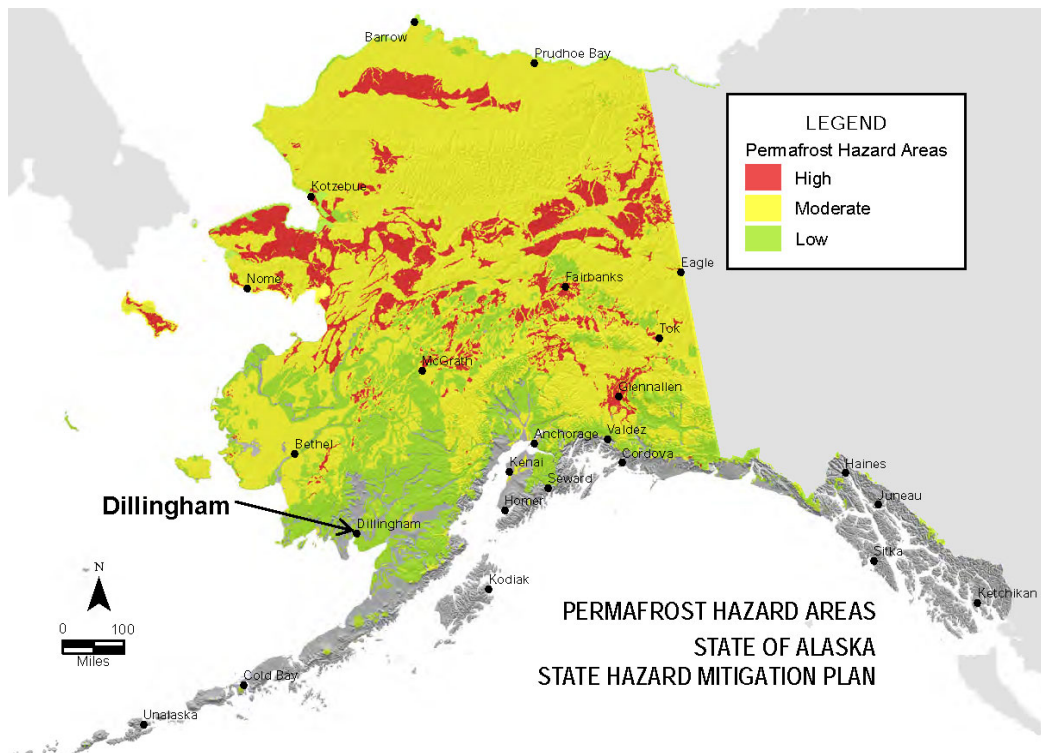 Barrow
Prudhoe Bay
LEGEND
Permafrost Hazard Areas
High
Moderate
Low
Kotzebue
Eagle
Fairbanks
Nome
Tok
McGrath
Glennallen
Valdez
Anchorage
Bethel
Cordova
Kenai
Haines
Seward
Dillingham
Homer
Juneau
Dillingham
Sitka
N
Kodiak
Ketchikan
PERMAFROST HAZARD AREAS
0 100
Miles
STATE OF ALASKA
STATE HAZARD MITIGATION PLAN
Cold Bay
Unalaska